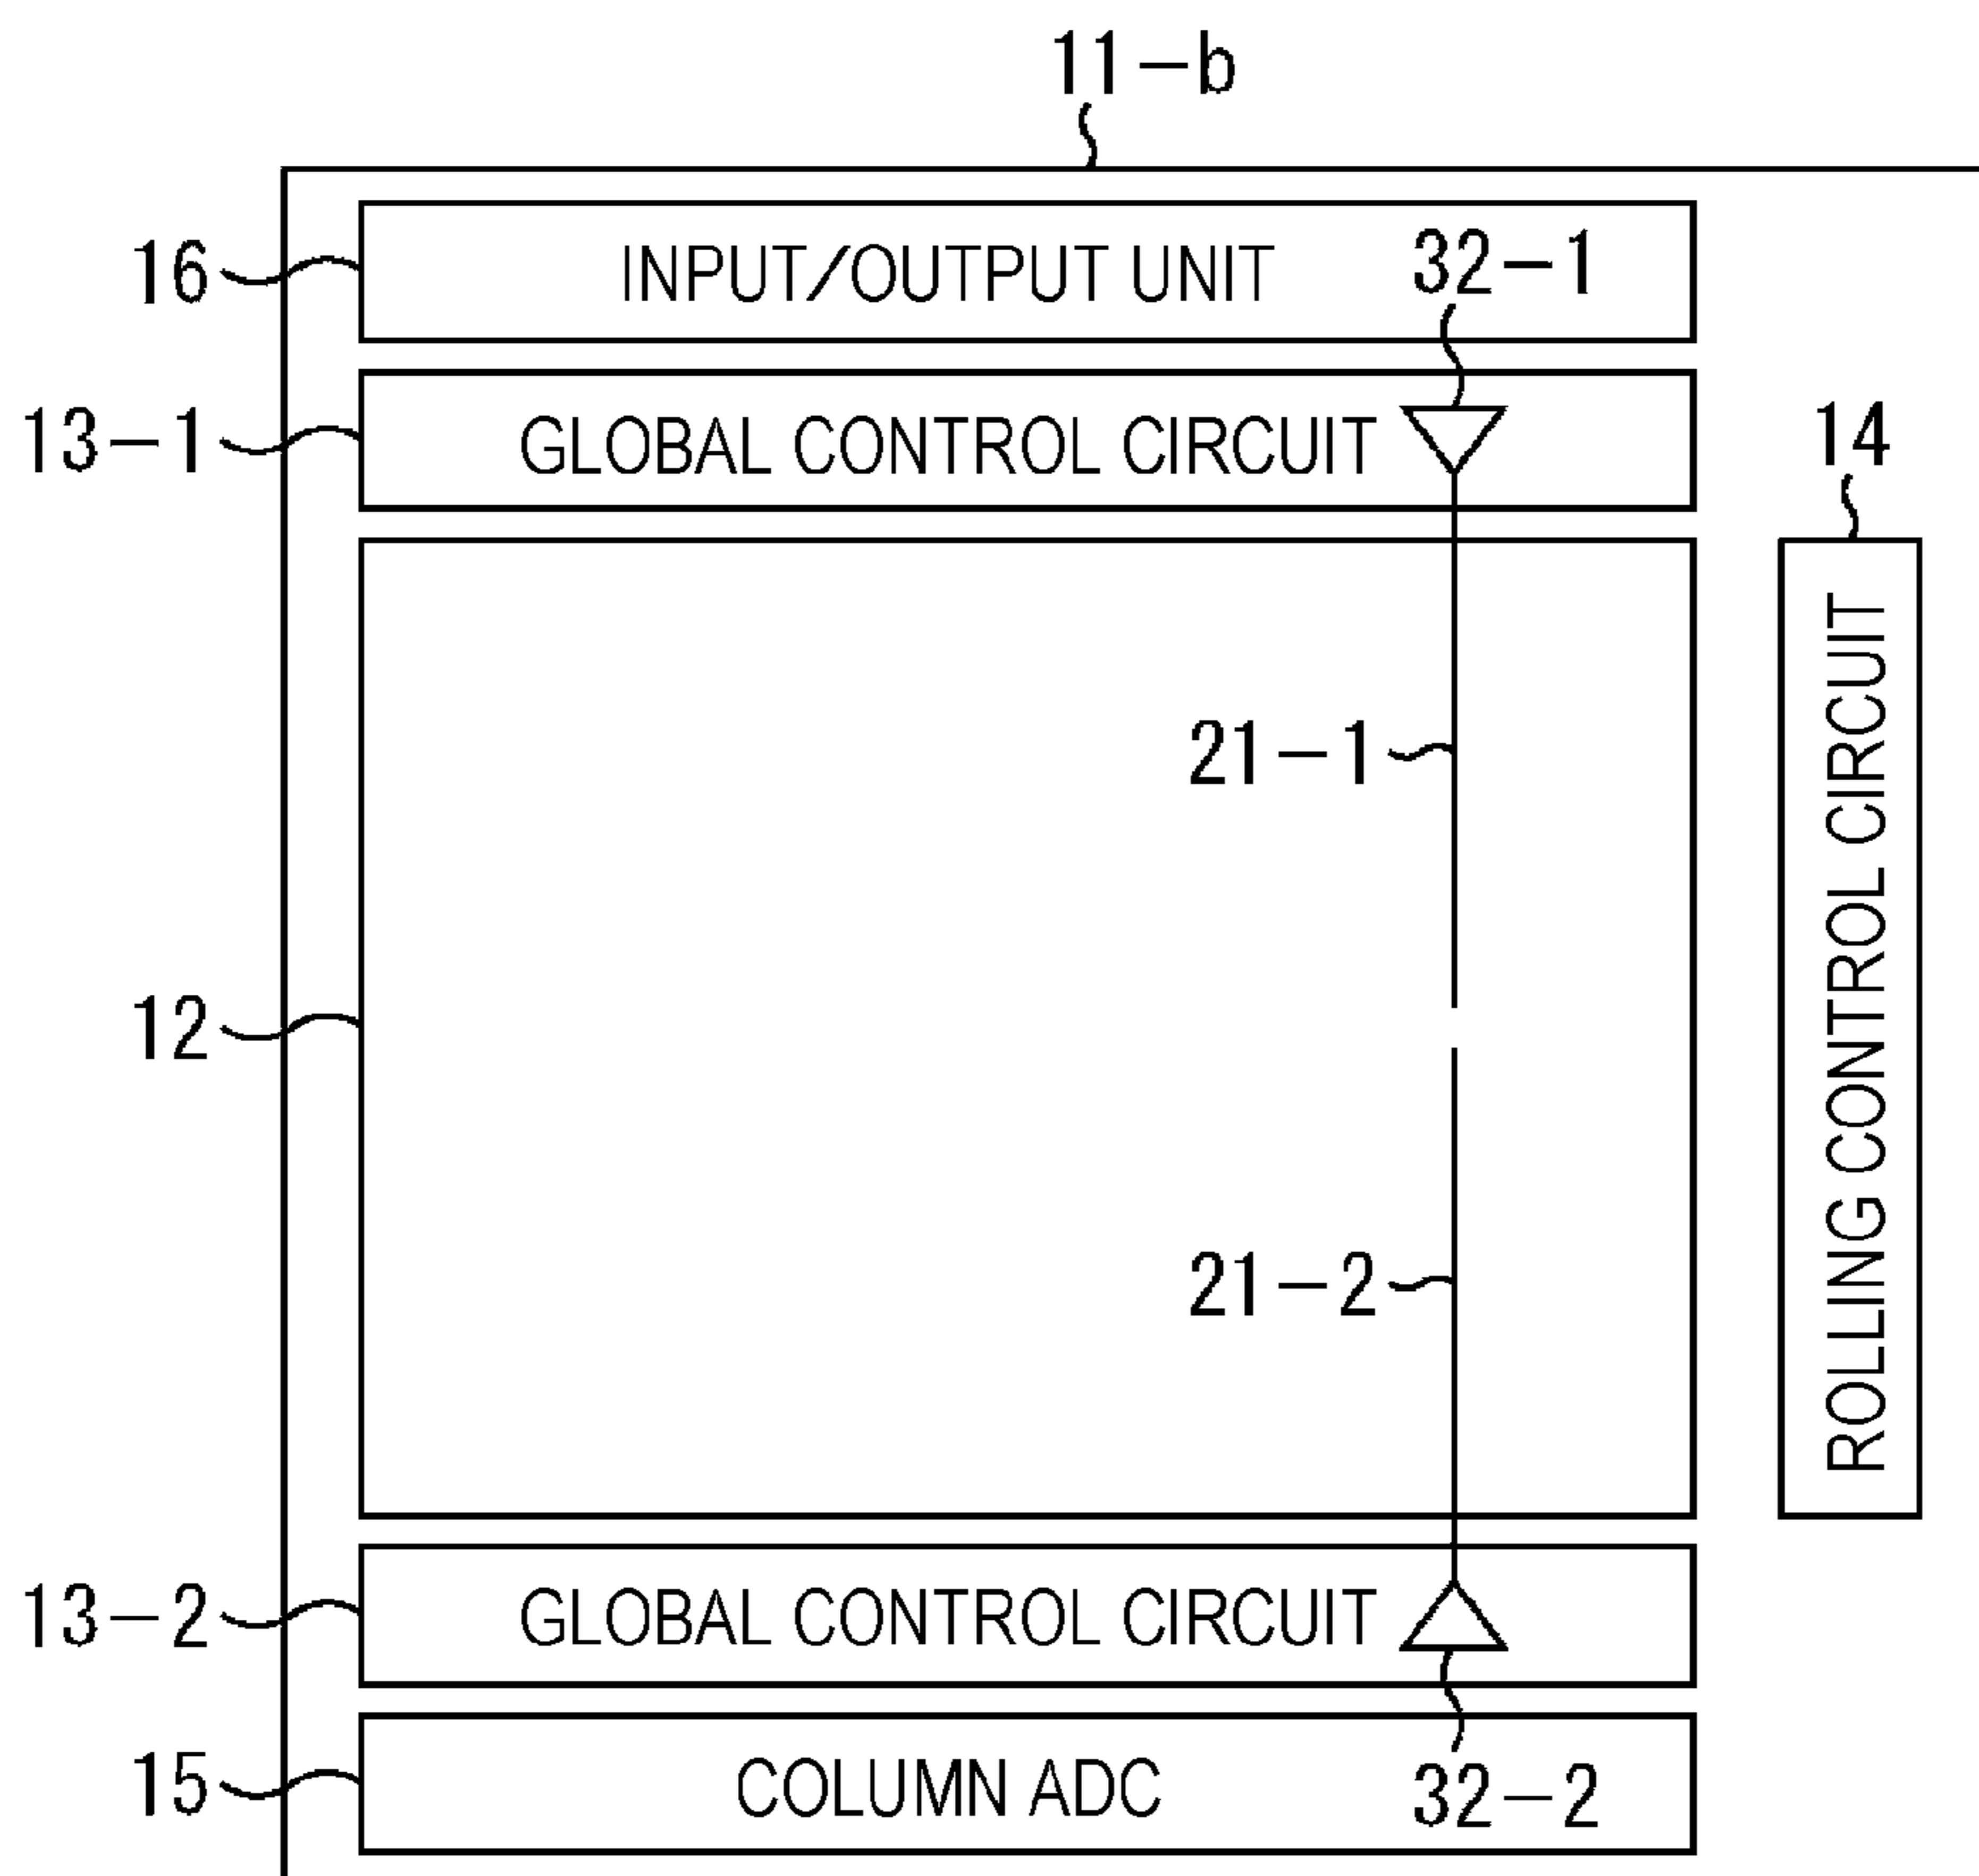 11-b
16 INPUT/OUTPUT UNIT 32-1
13-1 GLOBAL CONTROL CIRCUIT
14
ROLLING CONTROL CIRCUIT
21-1
12
21-2
13-2 GLOBAL CONTROL CIRCUIT
15 COLUMN ADC 32-2